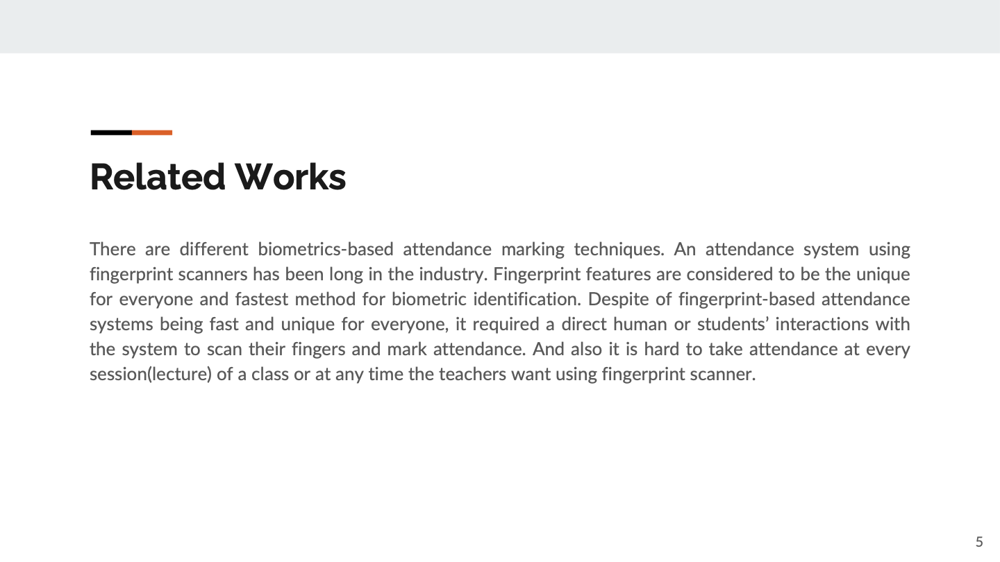 Related Works
There are different biometrics-based attendance marking techniques. An attendance system using
fingerprint scanners has been long in the industry. Fingerprint features are considered to be the unique
for everyone and fastest method for biometric identification. Despite of fingerprint-based attendance
systems being fast and unique for everyone, it required a direct human or students’ interactions with
the system to scan their fingers and mark attendance. And also it is hard to take attendance at every
session(lecture) of a class or at any time the teachers want using fingerprint scanner.
5